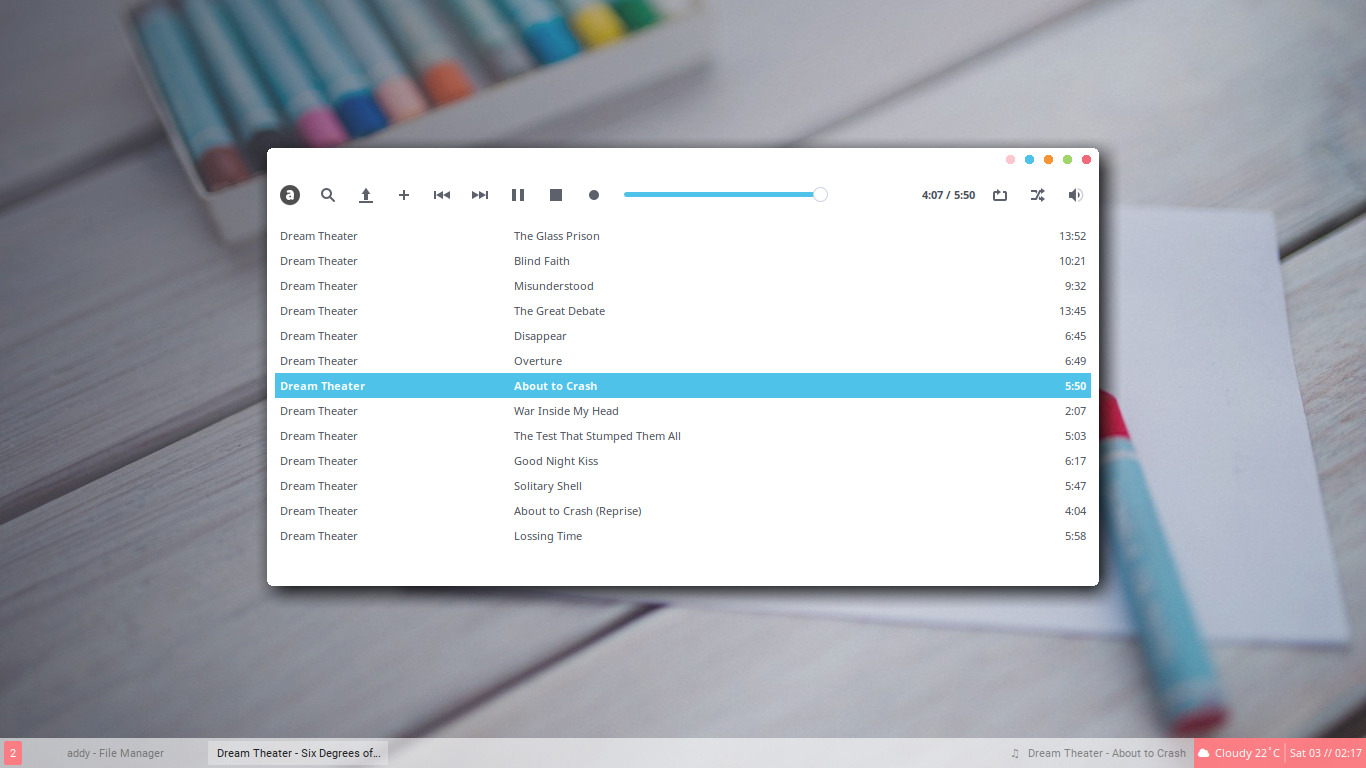 a 4:07 / 5:50
Dream Theater The Glass Prison 13:52
Dream Theater Blind Faith 10:21
Dream Theater Misunderstood 9:32
Dream Theater The Great Debate 13:45
Dream Theater Disappear 6:45
Dream Theater Overture 6:49
Dream Theater About to Crash 5:50
Dream Theater War Inside My Head 2:07
Dream Theater The Test That Stumped Them All 5:03
Dream Theater Good Night Kiss 6:17
Dream Theater Solitary Shell 5:47
Dream Theater About to Crash (Reprise) 4:04
Dream Theater Lossing Time 5:58
2 addy - File Manager Dream Theater - Six Degrees of... ♫ Dream Theater - About to Crash Cloudy 22˚C Sat 03 // 02:17